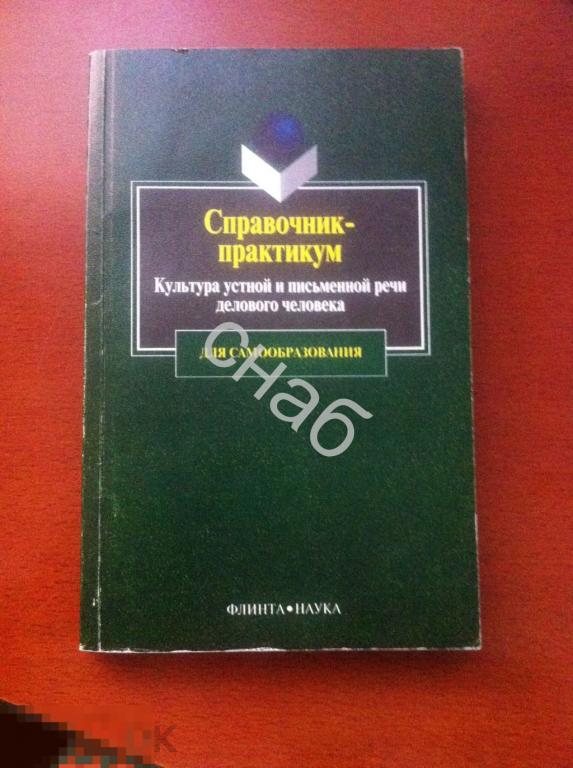 Справочник-
практикум
Культура устной и письменной речи
делового человека
ДЛЯ САМООБРАЗОВАНИЯ
снаб
ФЛИНТА • НАУКА